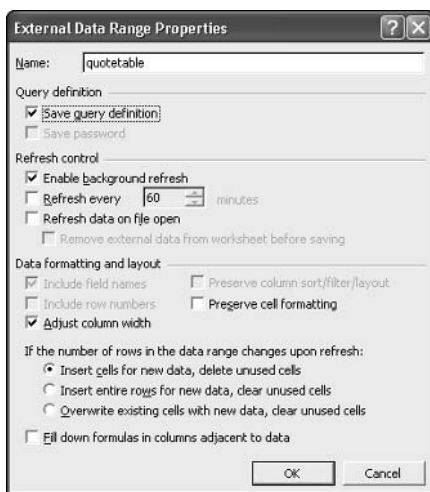 External Data Range Properties
Name: quotetable
Query definition
Save query definition
Save password
Refresh control
Enable background refresh
Refresh every 60 minutes
Refresh data on file open
Remove external data from worksheet before saving
Data formatting and layout
Include field names Preserve column sort/filter/layout
Include row numbers Preserve cell formatting
Adjust column width
If the number of rows in the data range changes upon refresh:
Insert cells for new data, delete unused cells
Insert entire rows for new data, clear unused cells
Overwrite existing cells with new data, clear unused cells
Fill down formulas in columns adjacent to data
OK Cancel